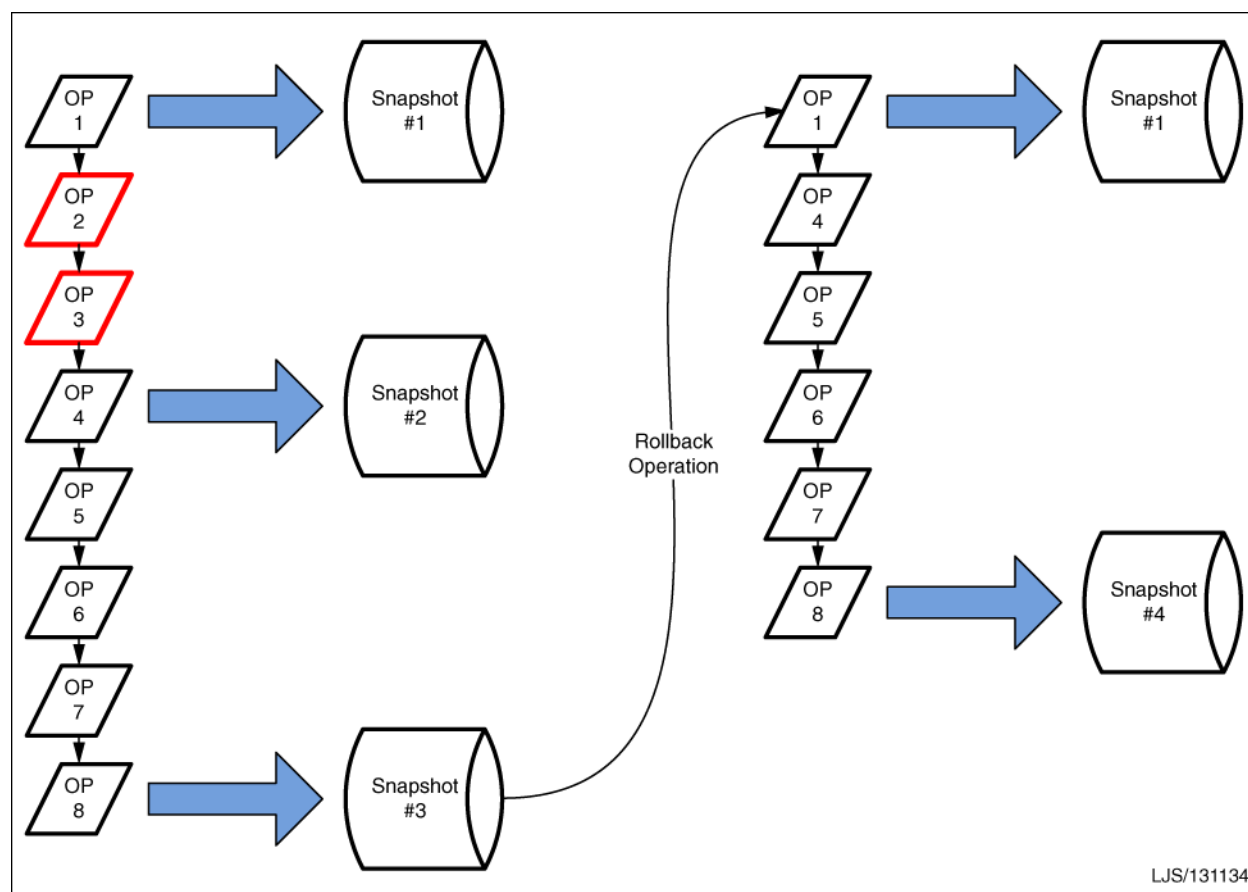 OP
1
Snapshot
#1
OP
2
OP
3
OP
4
Snapshot
#2
OP
5
OP
6
OP
7
OP
8
Snapshot
#3
Rollback
Operation
OP
1
Snapshot
#1
OP
4
OP
5
OP
6
OP
7
OP
8
Snapshot
#4
LJS/131134